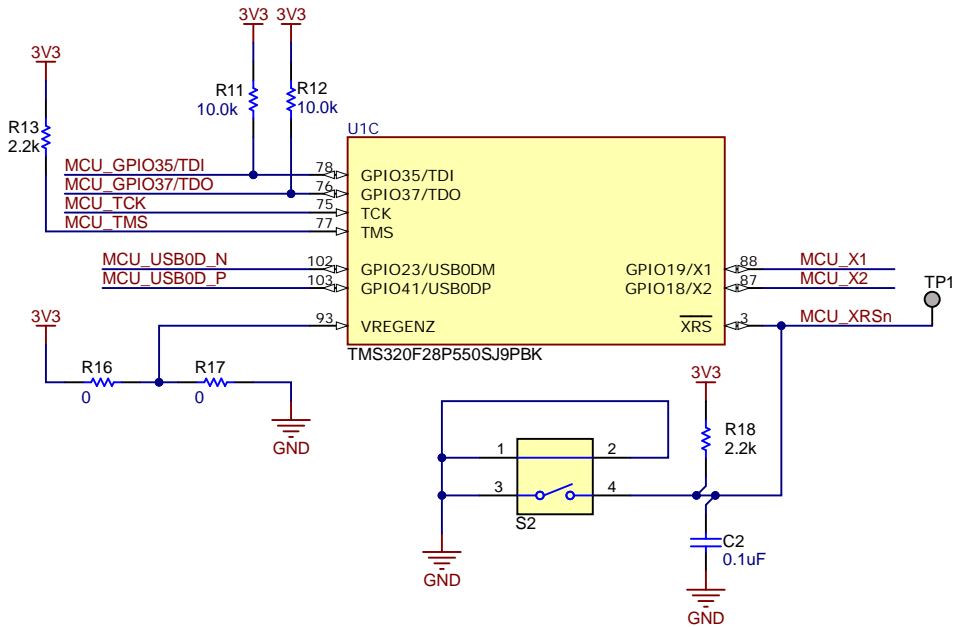 3V3 3V3
3V3
R11 R12
10.0k 10.0k
R13
2.2k
U1C
MCU_GPIO35/TDI 78 GPIO35/TDI
MCU_GPIO37/TDO 76 GPIO37/TDO
MCU_TCK 75 TCK
MCU_TMS 77 TMS
MCU_USB0D_N 102 GPIO23/USB0DM GPIO19/X1 88 MCU_X1
MCU_USB0D_P 103 GPIO41/USB0DP GPIO18/X2 87 MCU_X2
TP1
3V3 93 VREGENZ XRS 3 MCU_XRSn
TMS320F28P550SJ9PBK
R16 R17
0 0
GND
3V3
R18
2.2k
1 2
3 4
S2
C2
0.1uF
GND
GND